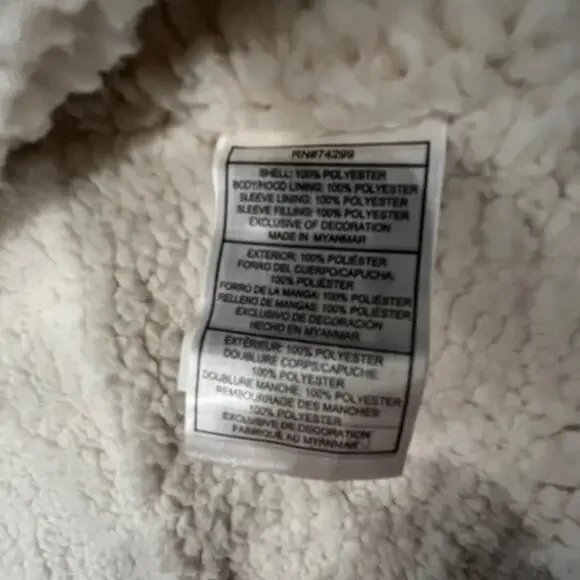 RN#74299
SHELL: 100% POLYESTER
BODY/HOOD LINING: 100% POLYESTER
SLEEVE LINING: 100% POLYESTER
SLEEVE FILLING: 100% POLYESTER
EXCLUSIVE OF DECORATION
MADE IN MYANMAR
EXTERIOR: 100% POLIÉSTER
FORRO DEL CUERPO/CAPUCHA:
100% POLIÉSTER
FORRO DE LA MANGA: 100% POLIÉSTER
RELLENO DE MANGAS: 100% POLIÉSTER
EXCLUSIVO DE DECORACIÓN
HECHO EN MYANMAR
EXTÉRIEUR: 100% POLYESTER
DOUBLURE CORPS/CAPUCHE:
100% POLYESTER
DOUBLURE MANCHE: 100% POLYESTER
REMBOURRAGE DES MANCHES:
100% POLYESTER
EXCLUSIVE DE DECORATION
FABRIQUE AU MYANMAR